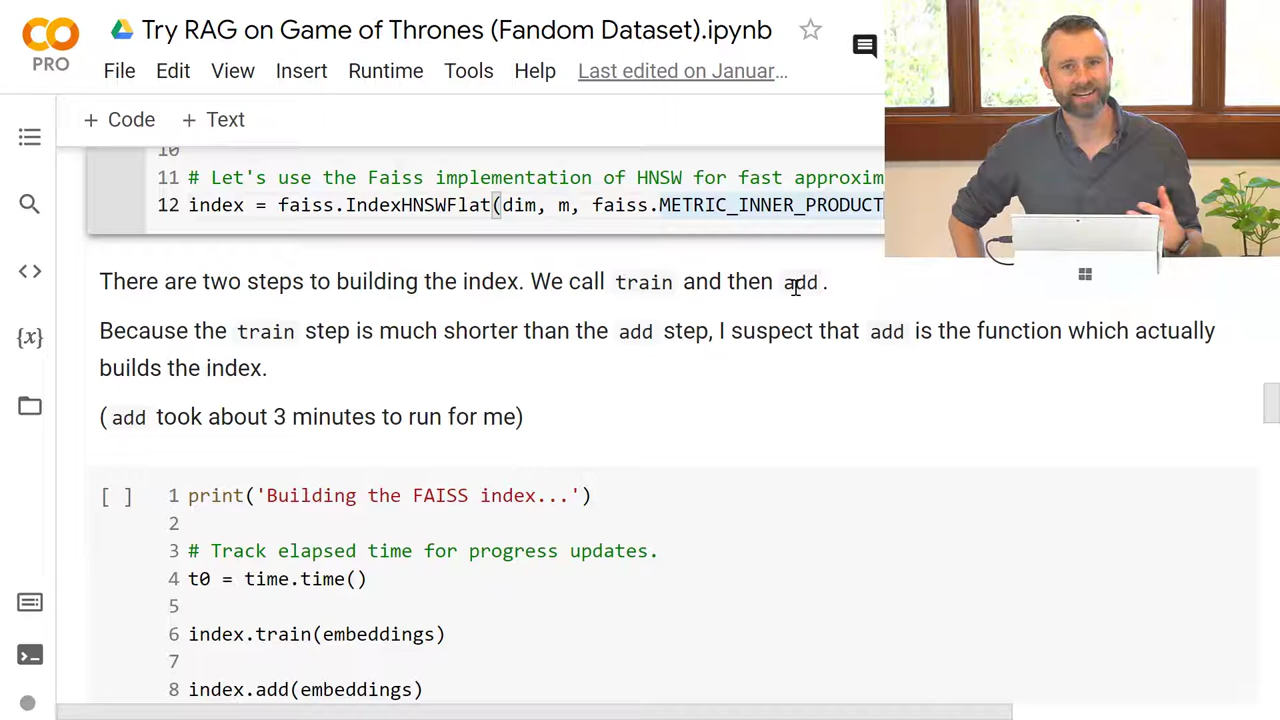 CO
PRO
Try RAG on Game of Thrones (Fandom Dataset).ipynb
File Edit View Insert Runtime Tools Help Last edited on Januar…
+ Code + Text
10
11 # Let's use the Faiss implementation of HNSW for fast approxim
12 index = faiss.IndexHNSWFlat(dim, m, faiss.METRIC_INNER_PRODUCT
There are two steps to building the index. We call train and then add.
Because the train step is much shorter than the add step, I suspect that add is the function which actually
builds the index.
(add took about 3 minutes to run for me)
[ ] 1 print('Building the FAISS index...')
2
3 # Track elapsed time for progress updates.
4 t0 = time.time()
5
6 index.train(embeddings)
7
8 index.add(embeddings)